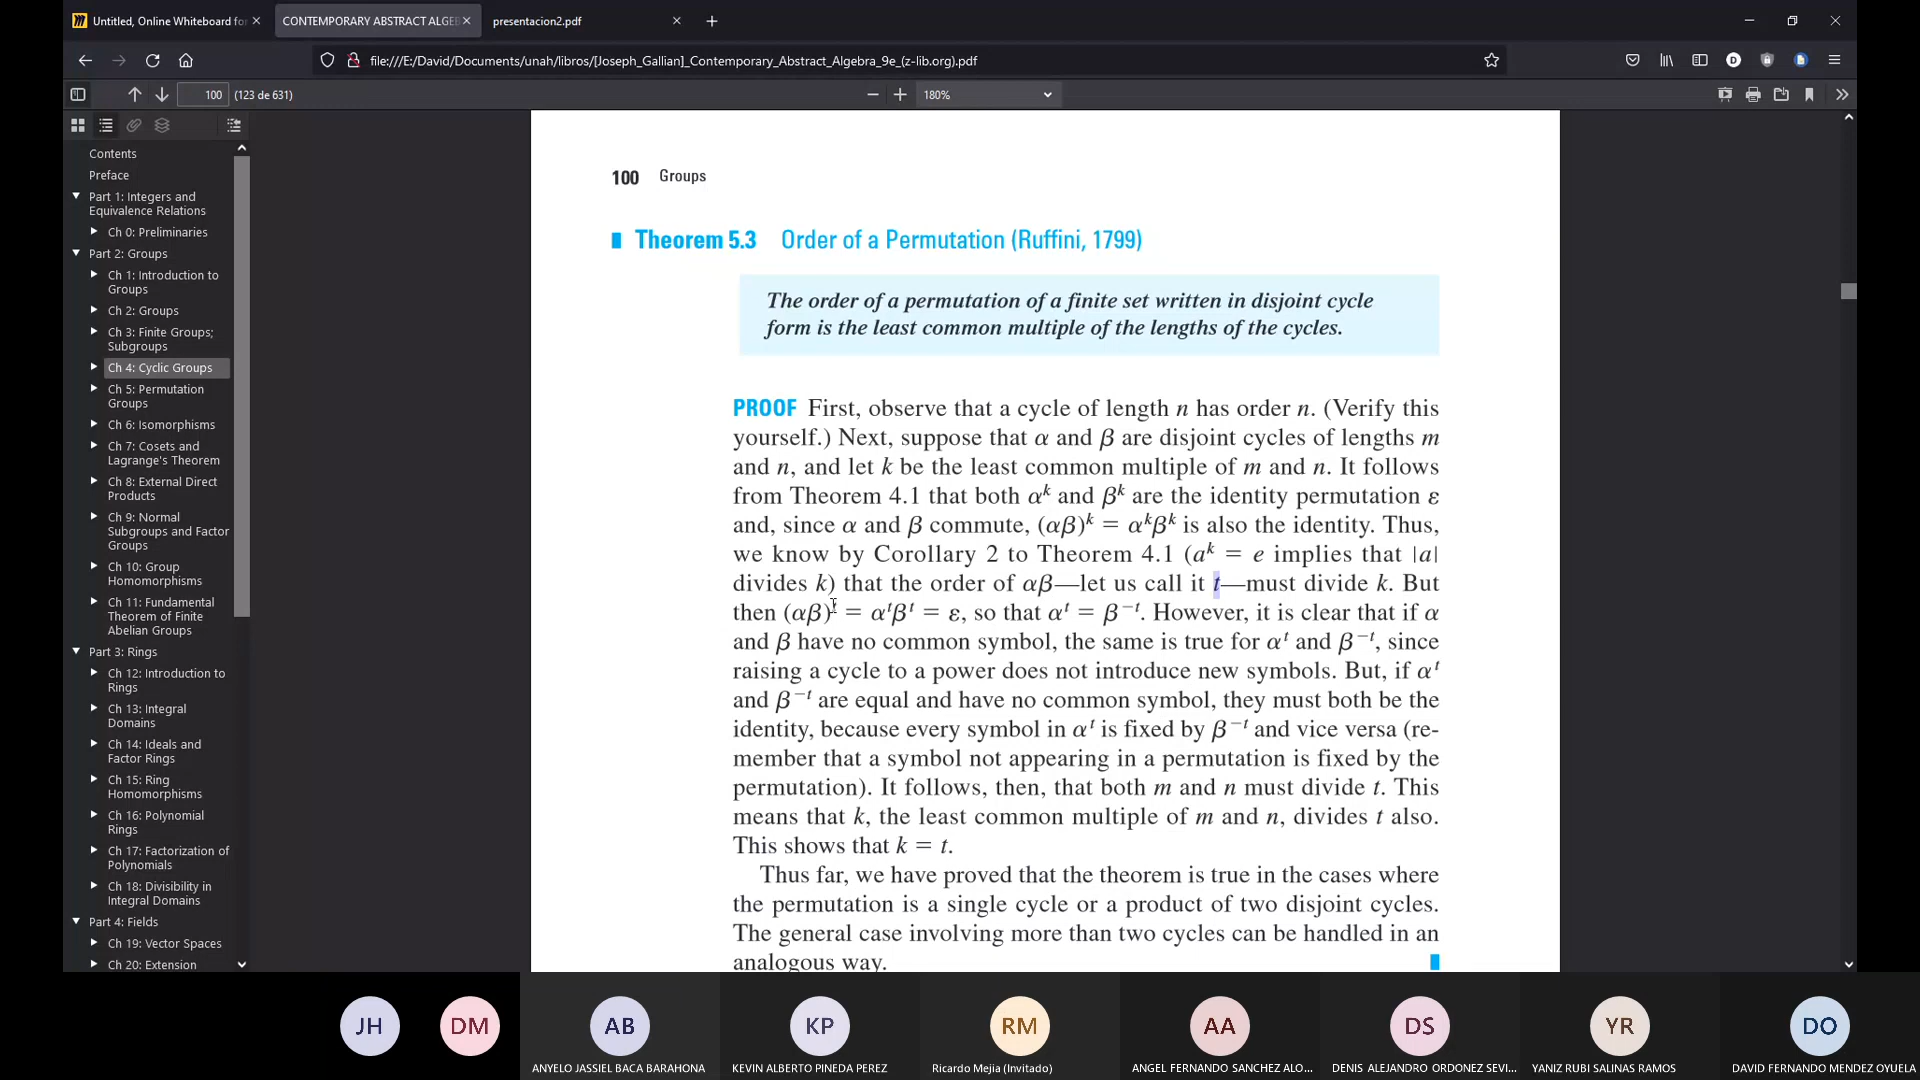 Untitled, Online Whiteboard for
CONTEMPORARY ABSTRACT ALGEB
presentacion2.pdf
file:///E:/David/Documents/unah/libros/[Joseph_Gallian]_Contemporary_Abstract_Algebra_9e_(z-lib.org).pdf
100 (123 de 631)
180%
Contents
Preface
Part 1: Integers and
Equivalence Relations
Ch 0: Preliminaries
Part 2: Groups
Ch 1: Introduction to
Groups
Ch 2: Groups
Ch 3: Finite Groups;
Subgroups
Ch 4: Cyclic Groups
Ch 5: Permutation
Groups
Ch 6: Isomorphisms
Ch 7: Cosets and
Lagrange's Theorem
Ch 8: External Direct
Products
Ch 9: Normal
Subgroups and Factor
Groups
Ch 10: Group
Homomorphisms
Ch 11: Fundamental
Theorem of Finite
Abelian Groups
Part 3: Rings
Ch 12: Introduction to
Rings
Ch 13: Integral
Domains
Ch 14: Ideals and
Factor Rings
Ch 15: Ring
Homomorphisms
Ch 16: Polynomial
Rings
Ch 17: Factorization of
Polynomials
Ch 18: Divisibility in
Integral Domains
Part 4: Fields
Ch 19: Vector Spaces
Ch 20: Extension
100 Groups
Theorem 5.3 Order of a Permutation (Ruffini, 1799)
The order of a permutation of a finite set written in disjoint cycle
form is the least common multiple of the lengths of the cycles.
PROOF First, observe that a cycle of length n has order n. (Verify this
yourself.) Next, suppose that α and β are disjoint cycles of lengths m
and n, and let k be the least common multiple of m and n. It follows
from Theorem 4.1 that both αᵏ and βᵏ are the identity permutation ε
and, since α and β commute, (αβ)ᵏ = αᵏβᵏ is also the identity. Thus,
we know by Corollary 2 to Theorem 4.1 (aᵏ = e implies that |a|
divides k) that the order of αβ—let us call it t—must divide k. But
then (αβ)ᵗ = αᵗβᵗ = ε, so that αᵗ = β⁻ᵗ. However, it is clear that if α
and β have no common symbol, the same is true for αᵗ and β⁻ᵗ, since
raising a cycle to a power does not introduce new symbols. But, if αᵗ
and β⁻ᵗ are equal and have no common symbol, they must both be the
identity, because every symbol in αᵗ is fixed by β⁻ᵗ and vice versa (re-
member that a symbol not appearing in a permutation is fixed by the
permutation). It follows, then, that both m and n must divide t. This
means that k, the least common multiple of m and n, divides t also.
This shows that k = t.
Thus far, we have proved that the theorem is true in the cases where
the permutation is a single cycle or a product of two disjoint cycles.
The general case involving more than two cycles can be handled in an
analogous way.
JH
DM
AB
KP
RM
AA
DS
YR
DO
ANYELO JASSIEL BACA BARAHONA
KEVIN ALBERTO PINEDA PEREZ
Ricardo Mejia (Invitado)
ANGEL FERNANDO SANCHEZ ALO...
DENIS ALEJANDRO ORDONEZ SEVI...
YANIZ RUBI SALINAS RAMOS
DAVID FERNANDO MENDEZ OYUELA